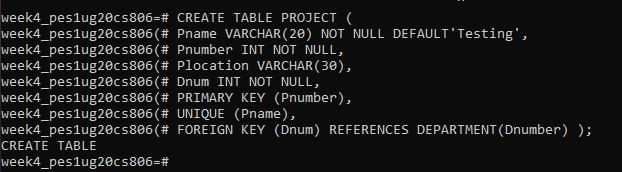 week4_pes1ug20cs806=# CREATE TABLE PROJECT (
week4_pes1ug20cs806(# Pname VARCHAR(20) NOT NULL DEFAULT'Testing',
week4_pes1ug20cs806(# Pnumber INT NOT NULL,
week4_pes1ug20cs806(# Plocation VARCHAR(30),
week4_pes1ug20cs806(# Dnum INT NOT NULL,
week4_pes1ug20cs806(# PRIMARY KEY (Pnumber),
week4_pes1ug20cs806(# UNIQUE (Pname),
week4_pes1ug20cs806(# FOREIGN KEY (Dnum) REFERENCES DEPARTMENT(Dnumber) );
CREATE TABLE
week4_pes1ug20cs806=#